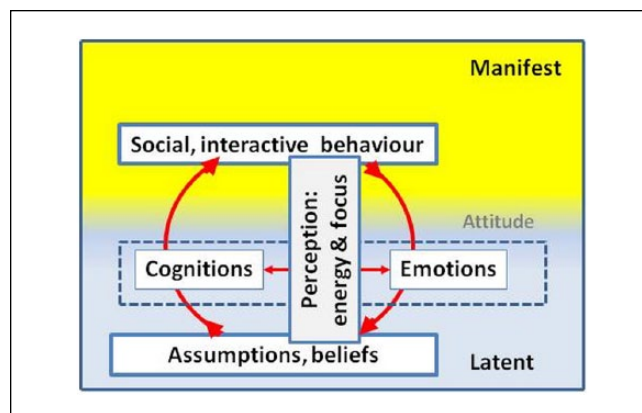 Manifest
Social, interactive behaviour
Perception:
energy & focus
Attitude
Cognitions
Emotions
Assumptions, beliefs
Latent